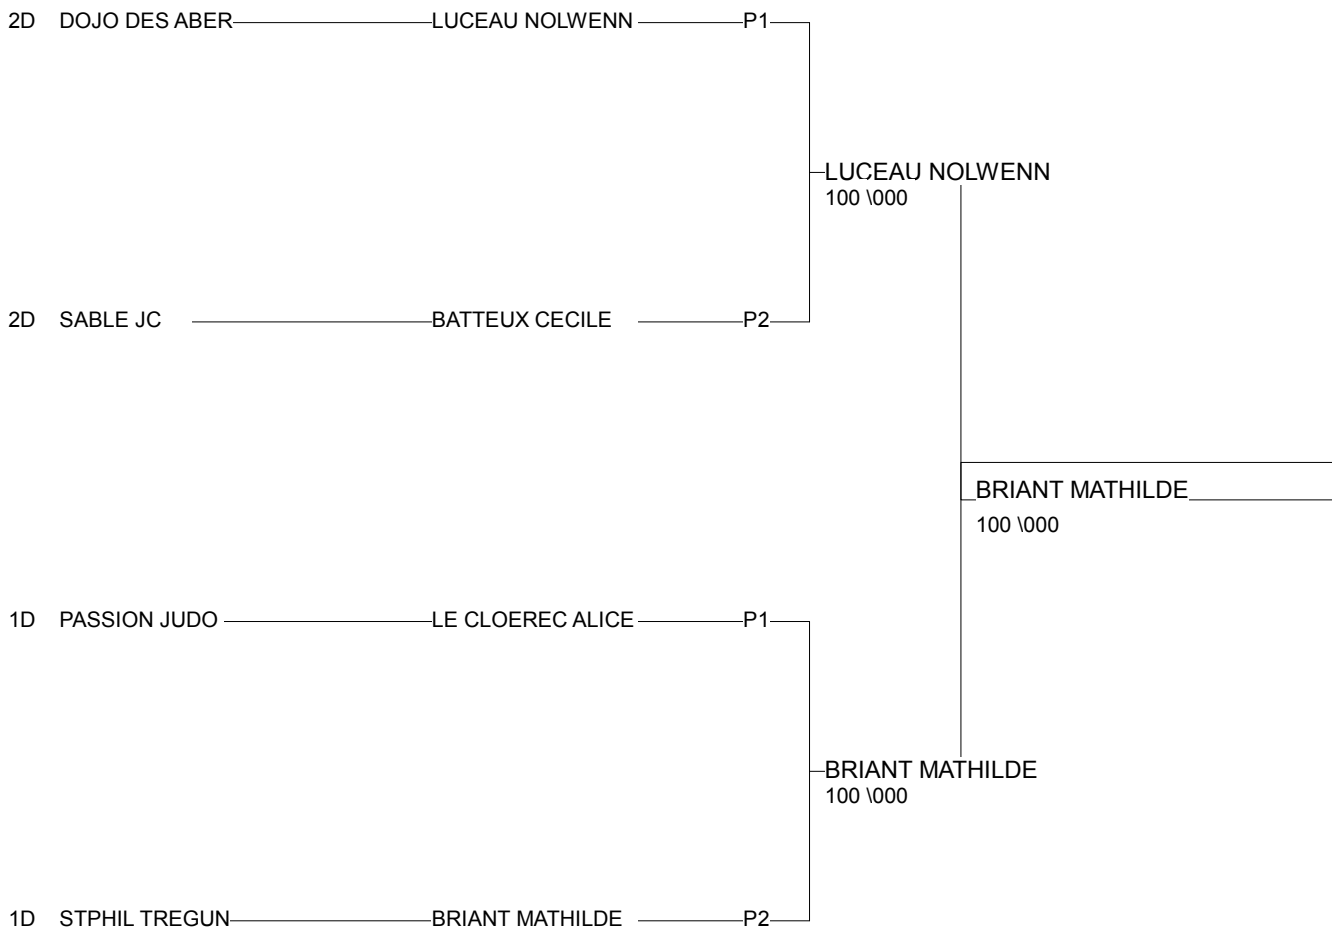 2D DOJO DES ABER LUCEAU NOLWENN P1
LUCEAU NOLWENN
100 \000
2D SABLE JC BATTEUX CECILE P2
BRIANT MATHILDE
100 \000
1D PASSION JUDO LE CLOEREC ALICE P1
BRIANT MATHILDE
100 \000
1D STPHIL TREGUN BRIANT MATHILDE P2